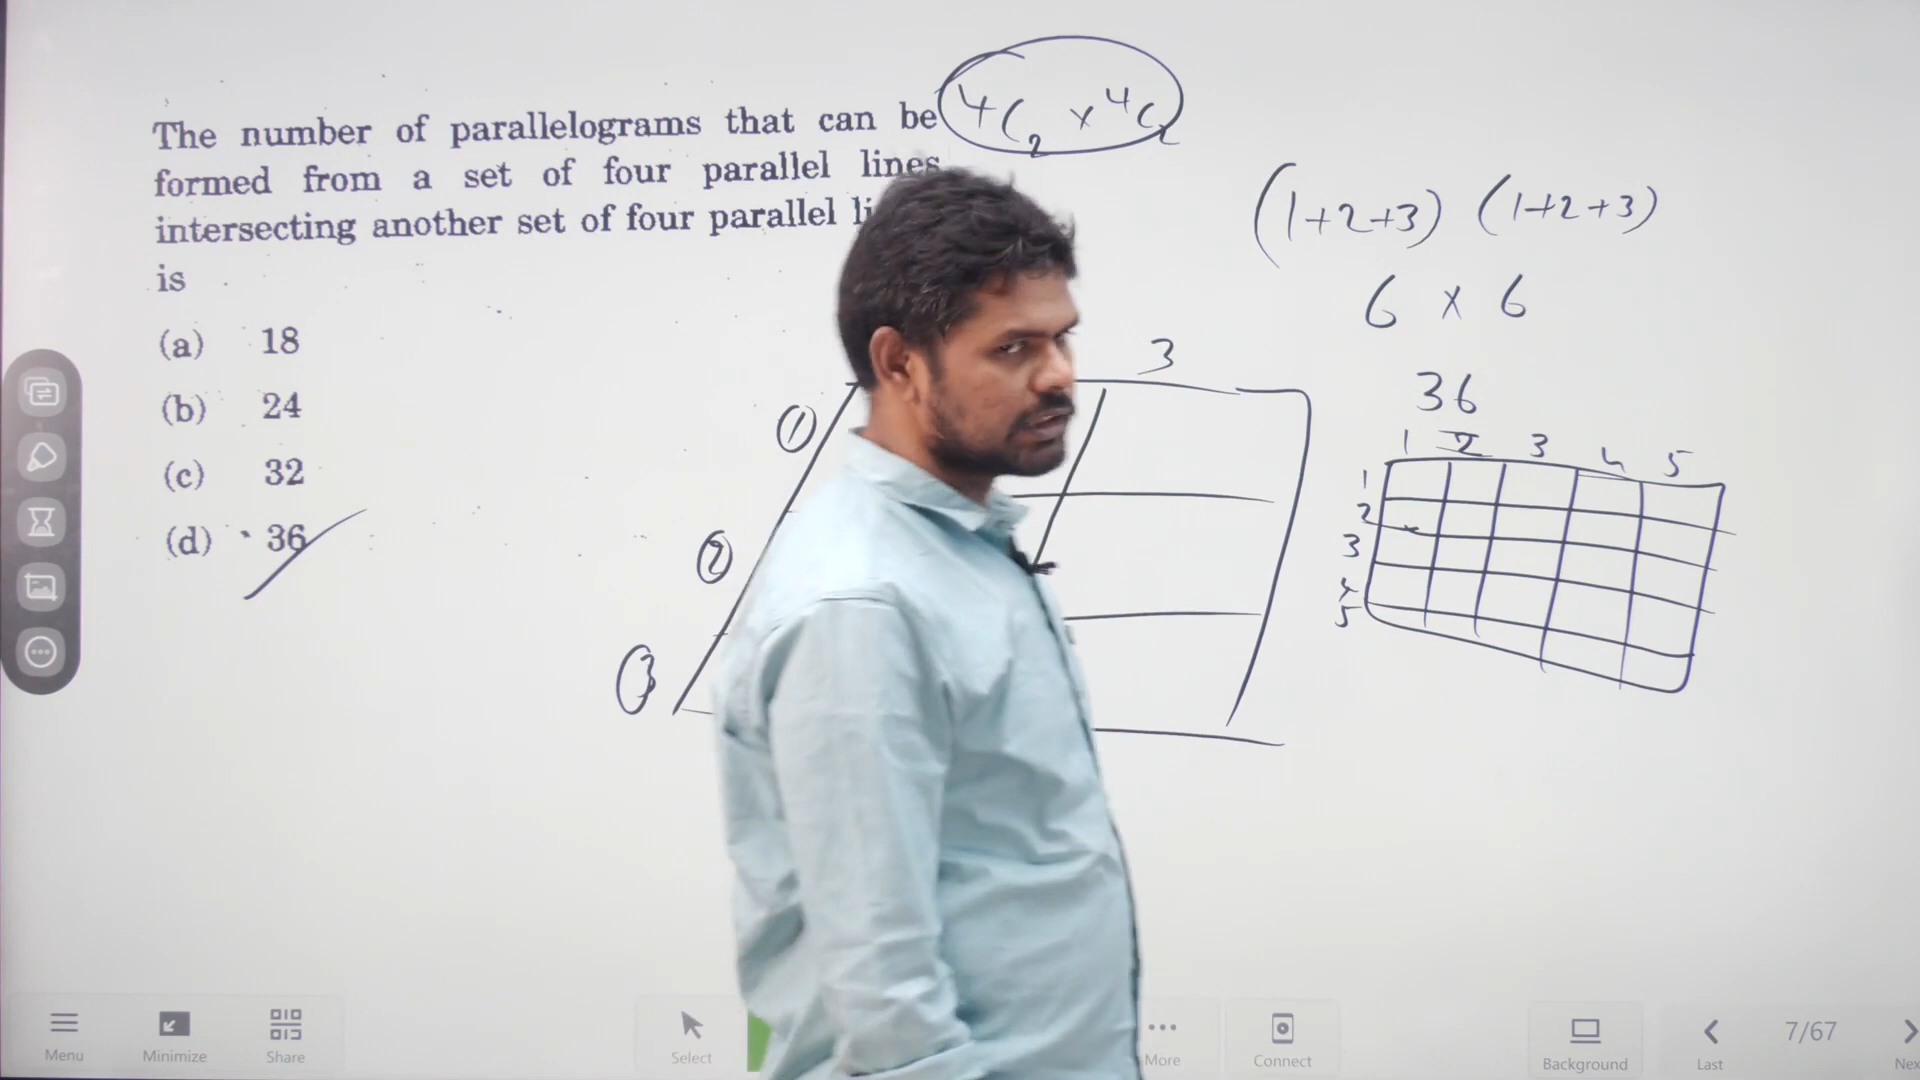 The number of parallelograms that can be
formed from a set of four parallel lines
intersecting another set of four parallel
is
(a) 18
(b) 24
(c) 32
(d) 36
4C2 x 4C2
(1+2+3) (1+2+3)
6 x 6
36
3
1
2
3
1 2 3 4 5
1
2
3
4
5
Menu
Minimize
Share
Select
More
Connect
Background
Last
7/67